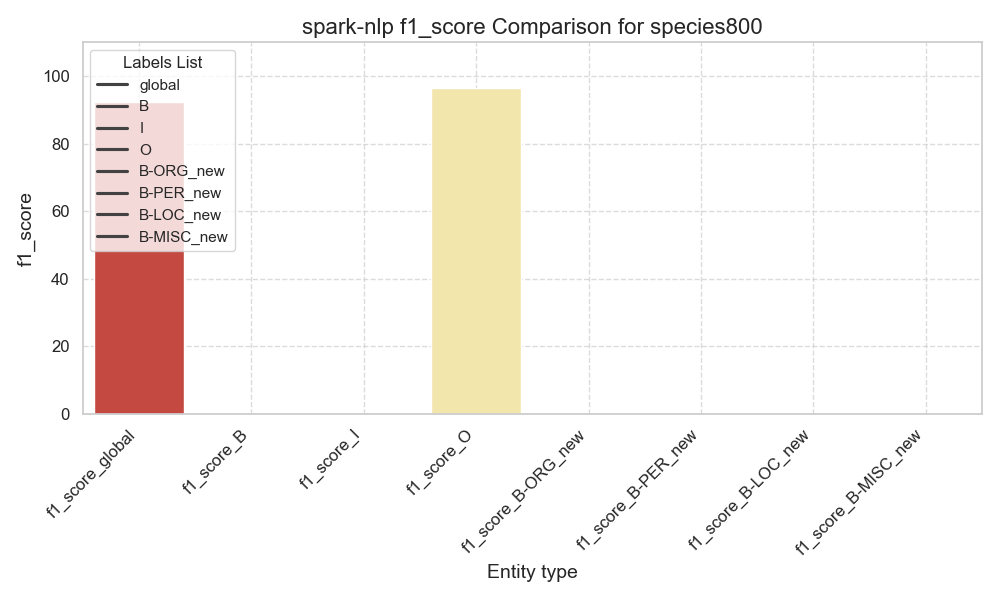 spark-nlp f1_score Comparison for species800
Labels List
global
B
I
O
B-ORG_new
B-PER_new
B-LOC_new
B-MISC_new
f1_score
100
80
60
40
20
0
f1_score_global
f1_score_B
f1_score_I
f1_score_O
f1_score_B-ORG_new
f1_score_B-PER_new
f1_score_B-LOC_new
f1_score_B-MISC_new
Entity type